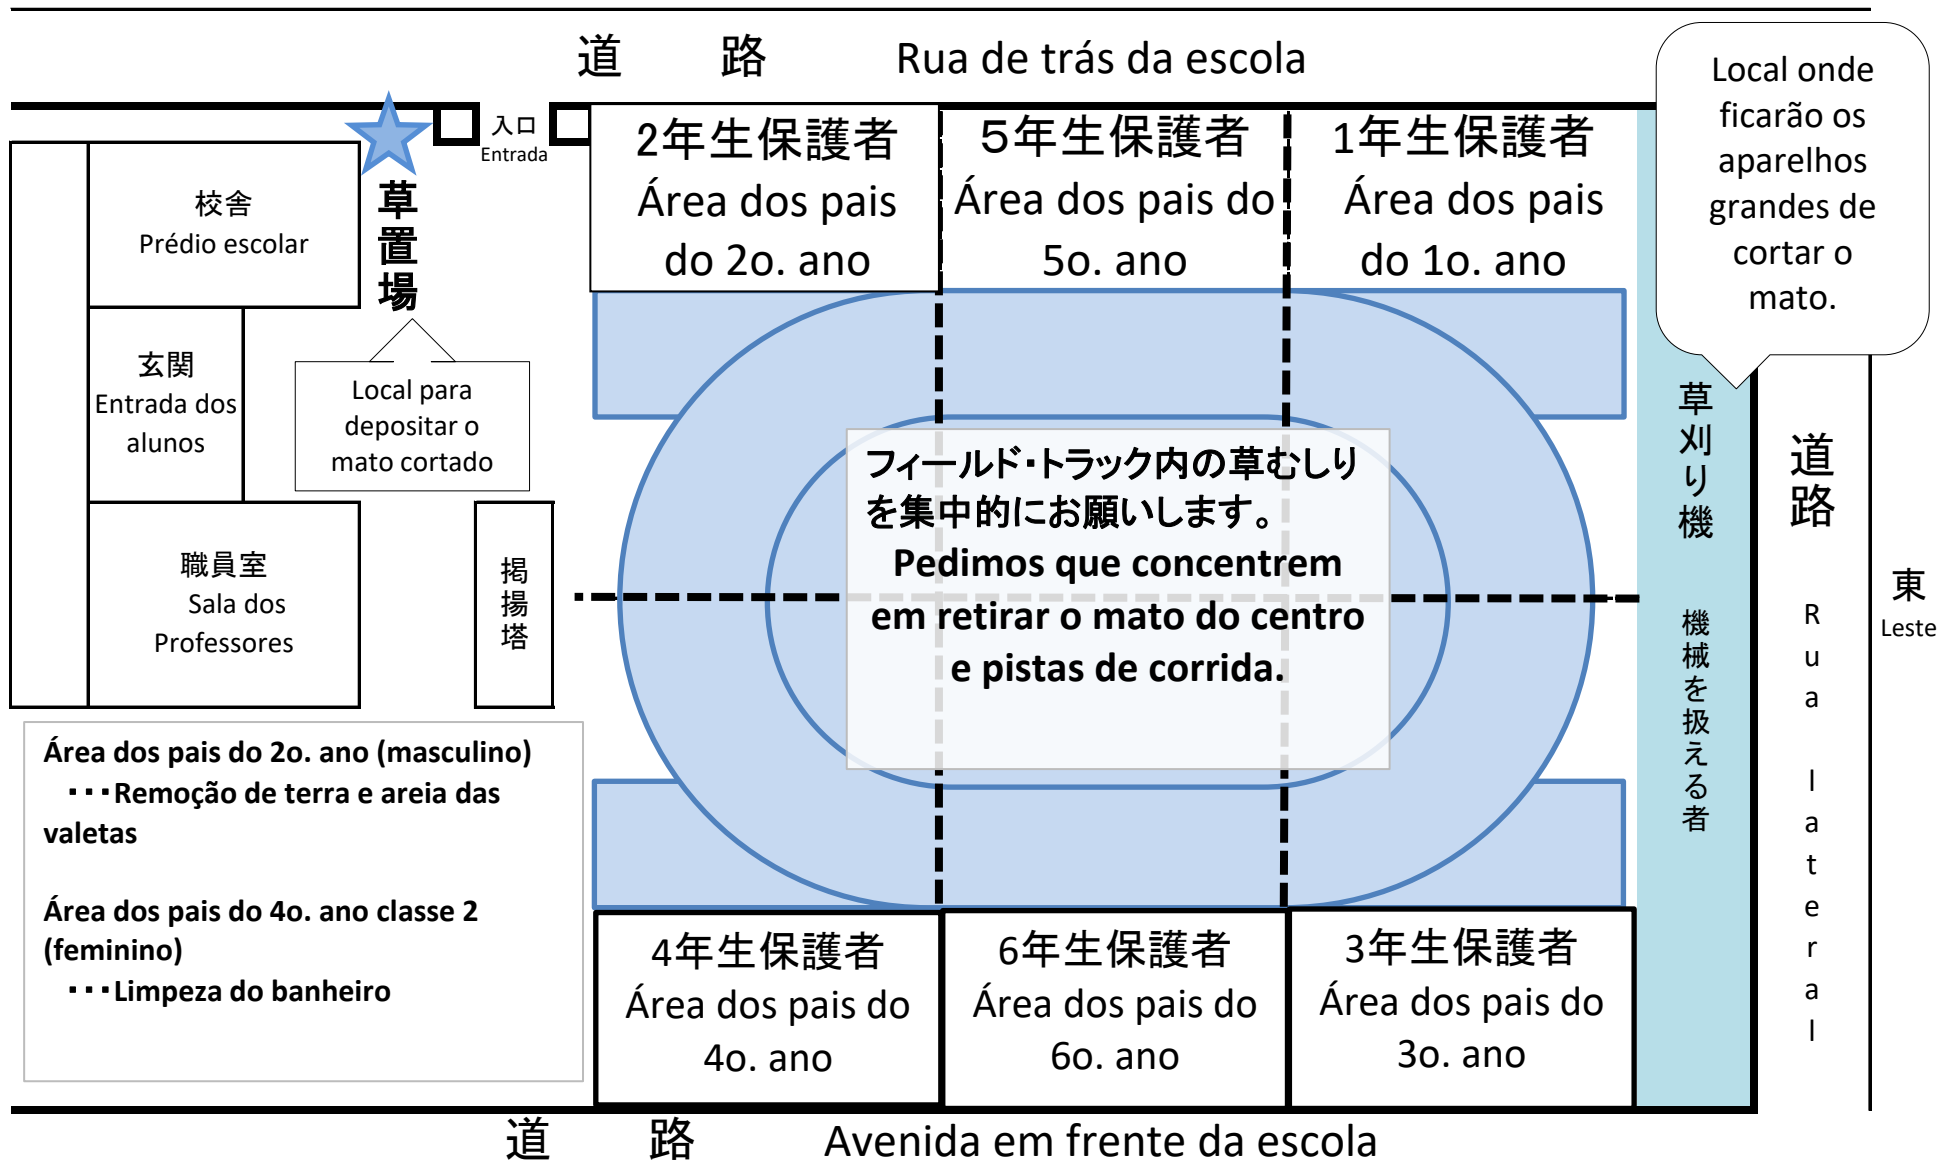 道　路　Rua de trás da escola
Local onde
ficarão os
aparelhos
grandes de
cortar o
mato.
入口
Entrada
2年生保護者
Área dos pais
do 2o. ano
5年生保護者
Área dos pais do
5o. ano
1年生保護者
Área dos pais
do 1o. ano
校舎
Prédio escolar
草置場
玄関
Entrada dos
alunos
Local para
depositar o
mato cortado
職員室
Sala dos
Professores
掲揚塔
フィールド・トラック内の草むしり
を集中的にお願いします。
Pedimos que concentrem
em retirar o mato do centro
e pistas de corrida.
草刈り機　機械を扱える者
道路　Rua lateral
東
Leste
Área dos pais do 2o. ano (masculino)
･･･Remoção de terra e areia das
valetas
Área dos pais do 4o. ano classe 2
(feminino)
･･･Limpeza do banheiro
4年生保護者
Área dos pais do
4o. ano
6年生保護者
Área dos pais do
6o. ano
3年生保護者
Área dos pais do
3o. ano
道　路　Avenida em frente da escola